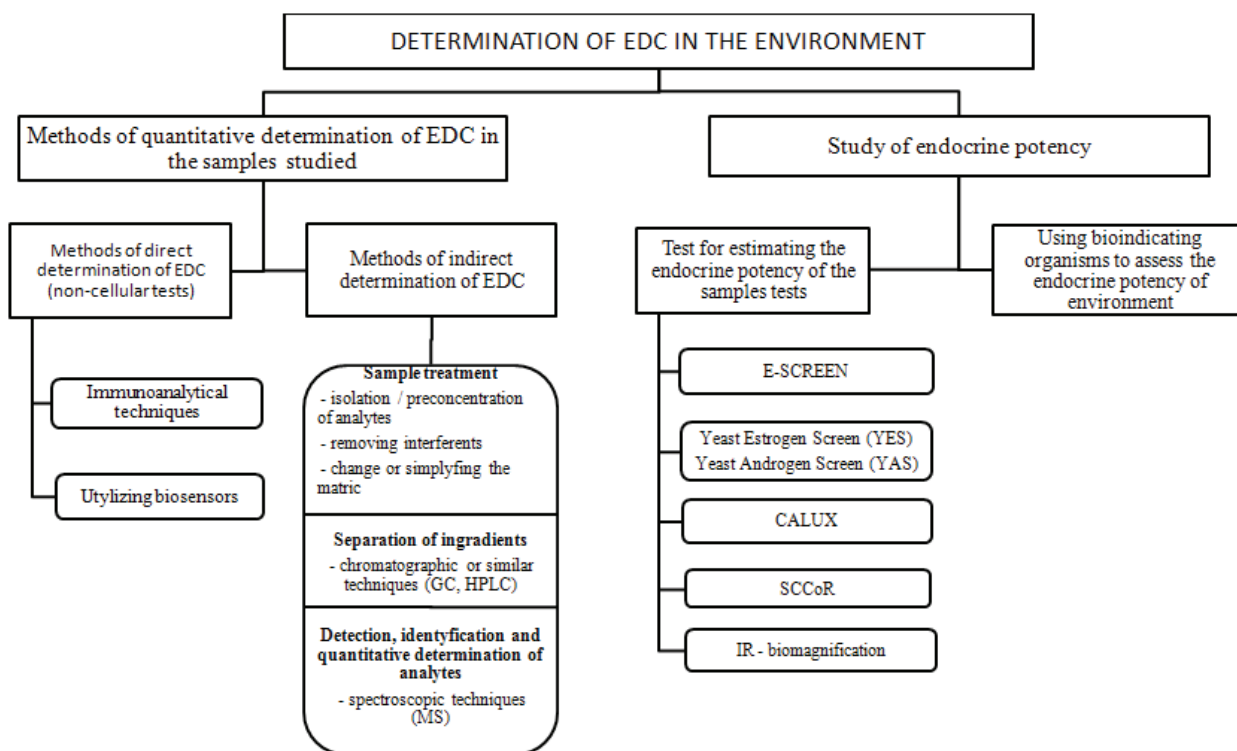 DETERMINATION OF EDC IN THE ENVIRONMENT
Methods of quantitative determination of EDC in
the samples studied
Study of endocrine potency
Methods of direct
determination of EDC
(non-cellular tests)
Methods of indirect
determination of EDC
Test for estimating the
endocrine potency of the
samples tests
Using bioindicating
organisms to assess the
endocrine potency of
environment
Immunoanalytical
techniques
Utylizing biosensors
Sample treatment
- isolation / preconcentration
of analytes
- removing interferents
- change or simplyfing the
matric
Separation of ingredients
- chromatographic or similar
techniques (GC, HPLC)
Detection, identyfication and
quantitative determination of
analytes
- spectroscopic techniques
(MS)
E-SCREEN
Yeast Estrogen Screen (YES)
Yeast Androgen Screen (YAS)
CALUX
SCCoR
IR - biomagnification